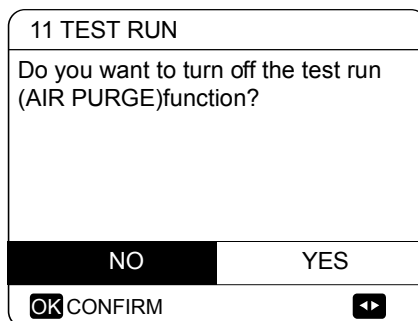 11 TEST RUN
Do you want to turn off the test run
(AIR PURGE)function?
NO YES
OK CONFIRM